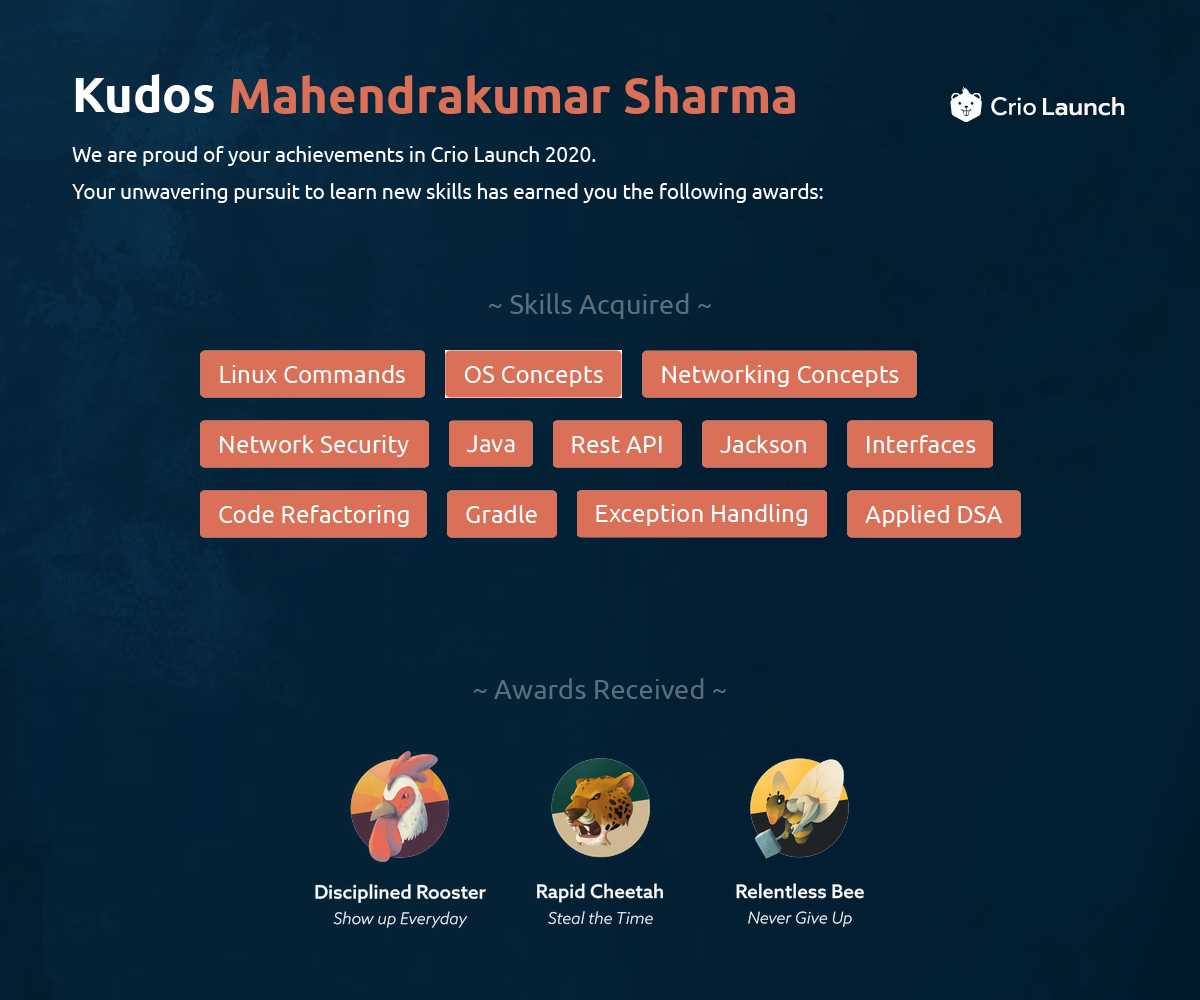 Kudos Mahendrakumar Sharma
Crio Launch
We are proud of your achievements in Crio Launch 2020.
Your unwavering pursuit to learn new skills has earned you the following awards:
~ Skills Acquired ~
Linux Commands OS Concepts Networking Concepts
Network Security Java Rest API Jackson Interfaces
Code Refactoring Gradle Exception Handling Applied DSA
~ Awards Received ~
Disciplined Rooster Rapid Cheetah Relentless Bee
Show up Everyday Steal the Time Never Give Up